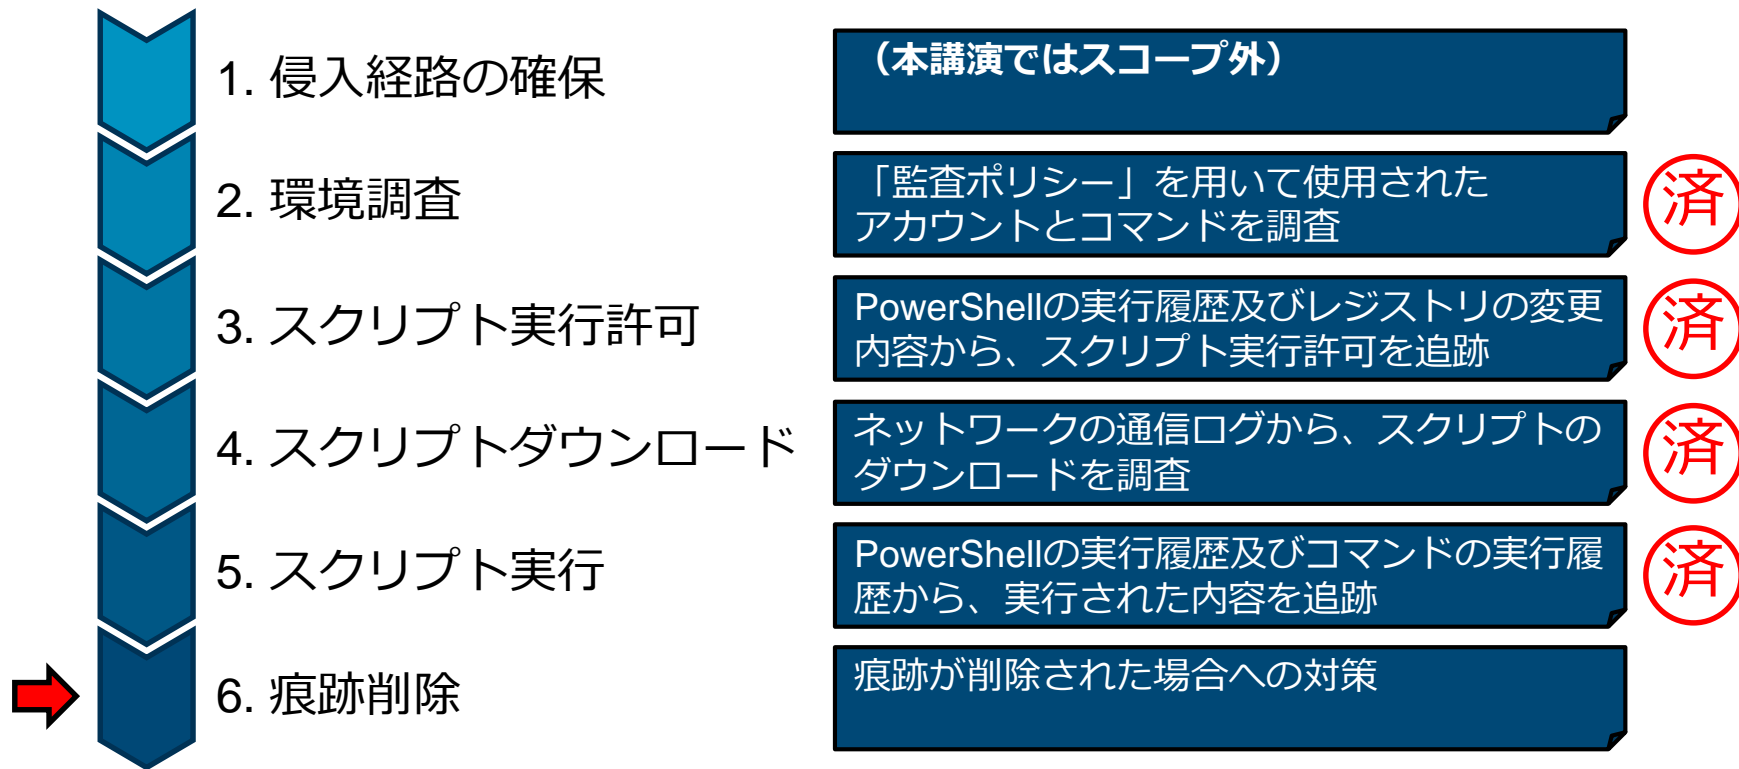 1. 侵入経路の確保
（本講演ではスコープ外）
2. 環境調査
「監査ポリシー」を用いて使用された
アカウントとコマンドを調査
済
3. スクリプト実行許可
PowerShellの実行履歴及びレジストリの変更
内容から、スクリプト実行許可を追跡
済
4. スクリプトダウンロード
ネットワークの通信ログから、スクリプトの
ダウンロードを調査
済
5. スクリプト実行
PowerShellの実行履歴及びコマンドの実行履
歴から、実行された内容を追跡
済
6. 痕跡削除
痕跡が削除された場合への対策